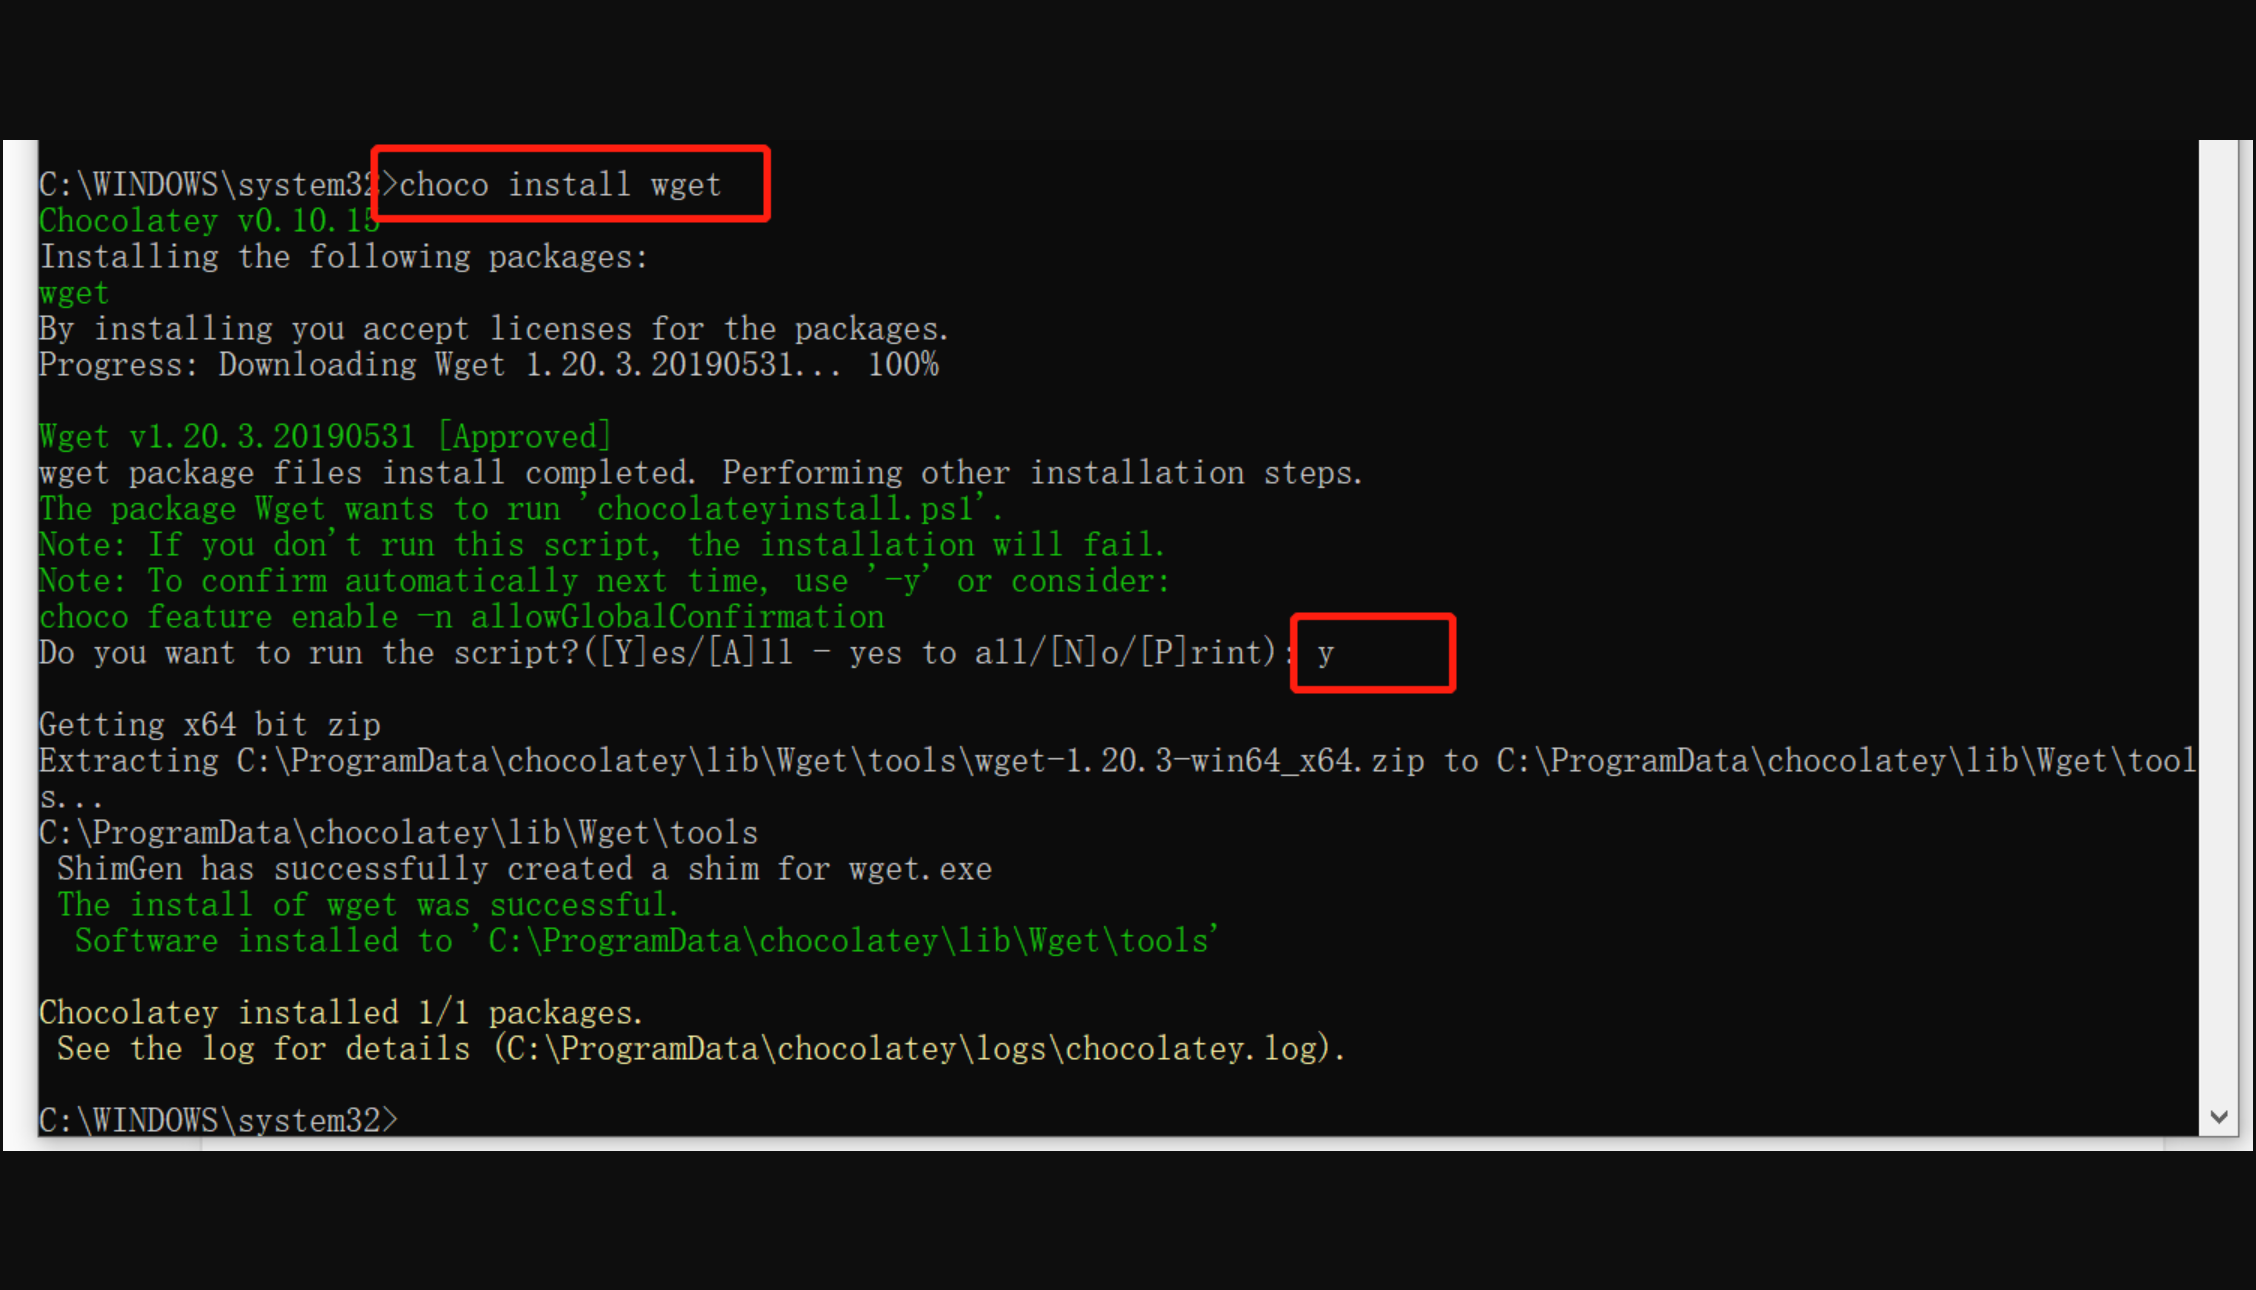 C:\WINDOWS\system32>choco install wget
Chocolatey v0.10.15
Installing the following packages:
wget
By installing you accept licenses for the packages.
Progress: Downloading Wget 1.20.3.20190531... 100%
Wget v1.20.3.20190531 [Approved]
wget package files install completed. Performing other installation steps.
The package Wget wants to run 'chocolateyinstall.ps1'.
Note: If you don't run this script, the installation will fail.
Note: To confirm automatically next time, use '-y' or consider:
choco feature enable -n allowGlobalConfirmation
Do you want to run the script?([Y]es/[A]ll - yes to all/[N]o/[P]rint): y
Getting x64 bit zip
Extracting C:\ProgramData\chocolatey\lib\Wget\tools\wget-1.20.3-win64_x64.zip to C:\ProgramData\chocolatey\lib\Wget\tool
s...
C:\ProgramData\chocolatey\lib\Wget\tools
ShimGen has successfully created a shim for wget.exe
The install of wget was successful.
Software installed to 'C:\ProgramData\chocolatey\lib\Wget\tools'
Chocolatey installed 1/1 packages.
See the log for details (C:\ProgramData\chocolatey\logs\chocolatey.log).
C:\WINDOWS\system32>